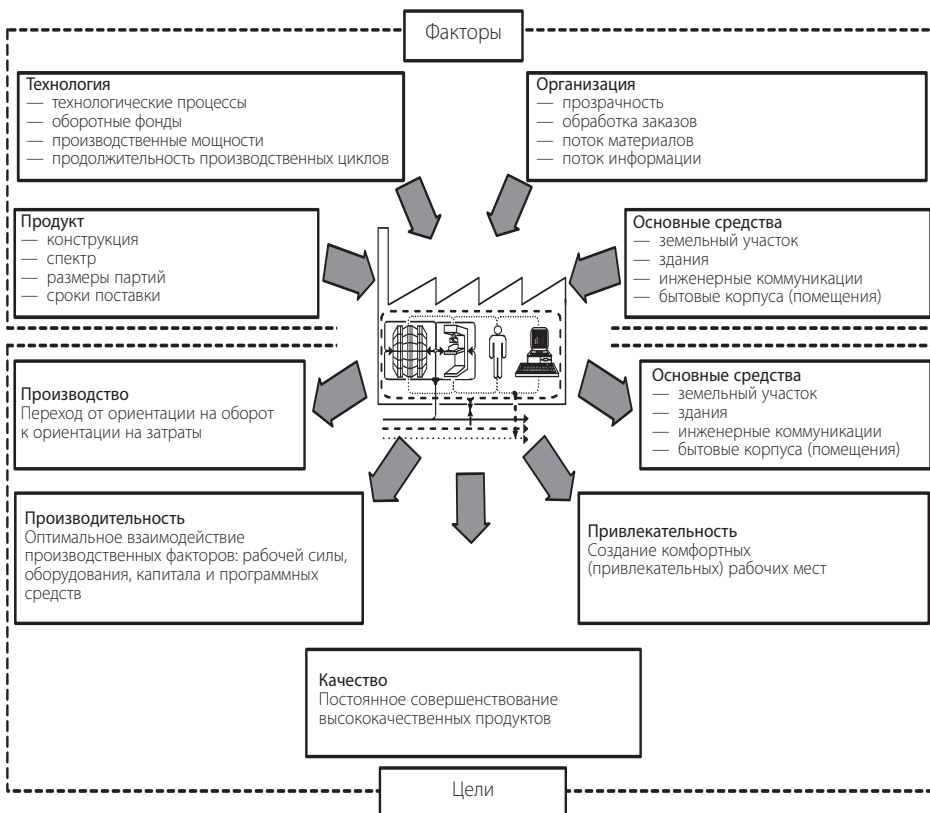 Факторы
Технология
— технологические процессы
— оборотные фонды
— производственные мощности
— продолжительность производственных циклов
Организация
— прозрачность
— обработка заказов
— поток материалов
— поток информации
Продукт
— конструкция
— спектр
— размеры партий
— сроки поставки
Основные средства
— земельный участок
— здания
— инженерные коммуникации
— бытовые корпуса (помещения)
Производство
Переход от ориентации на оборот
к ориентации на затраты
Основные средства
— земельный участок
— здания
— инженерные коммуникации
— бытовые корпуса (помещения)
Производительность
Оптимальное взаимодействие
производственных факторов: рабочей силы,
оборудования, капитала и программных
средств
Привлекательность
Создание комфортных
(привлекательных) рабочих мест
Качество
Постоянное совершенствование
высококачественных продуктов
Цели